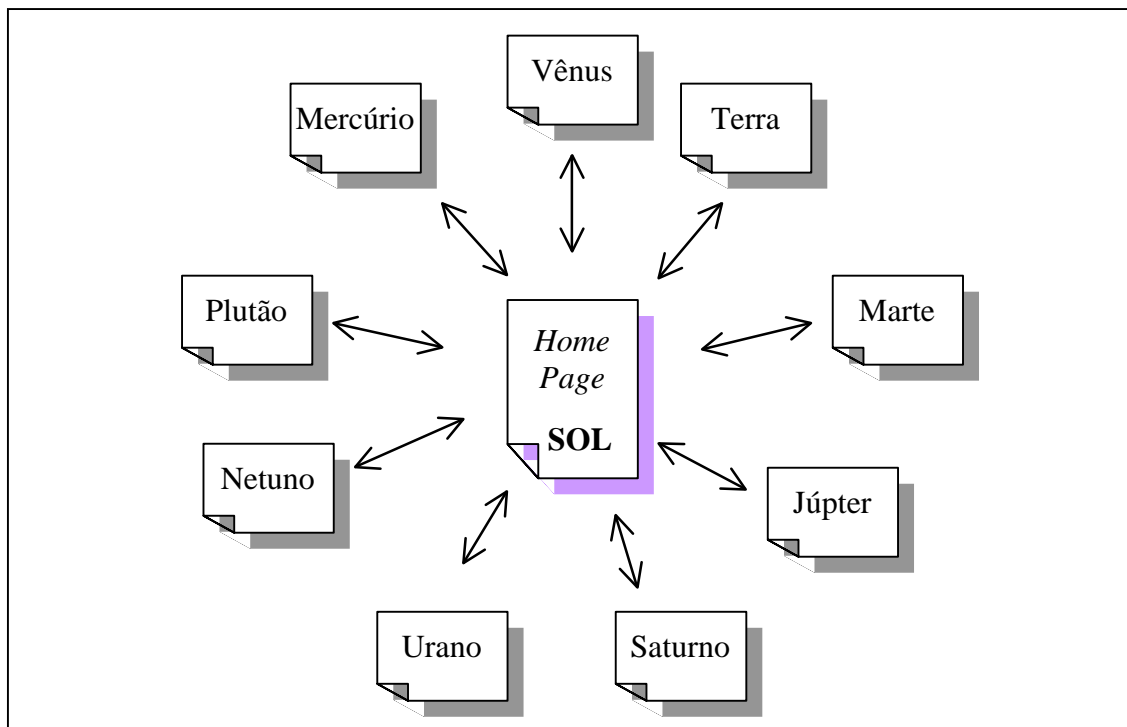 Vênus
Mercúrio
Terra
Plutão
Home
Page
SOL
Marte
Netuno
Júpter
Urano
Saturno